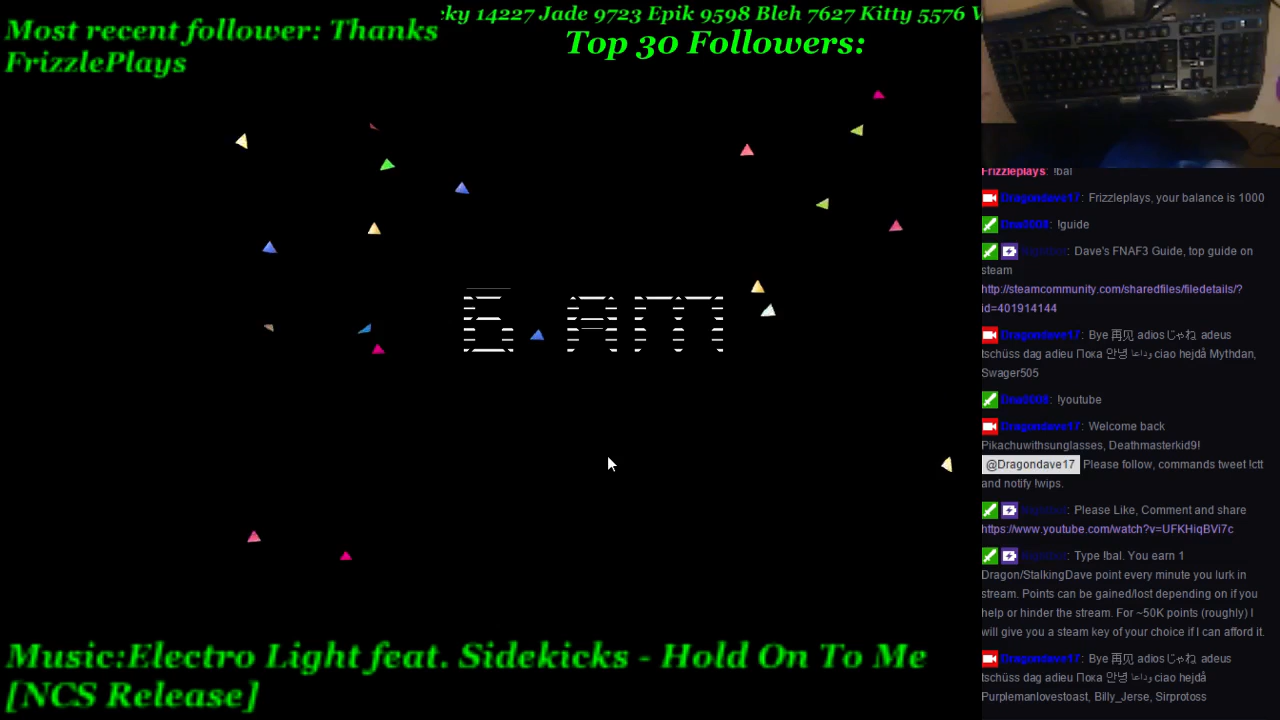 Most recent follower: Thanks
FrizzlePlays
cky 14227 Jade 9723 Epik 9598 Bleh 7627 Kitty 5576
Top 30 Followers:
6 AM
Music:Electro Light feat. Sidekicks - Hold On To Me
[NCS Release]
Frizzleplays: !bal
Dragondave17: Frizzleplays, your balance is 1000
!guide
Dave's FNAF3 Guide, top guide on
steam
http://steamcommunity.com/sharedfiles/filedetails/?
id=401914144
Dragondave17: Bye 再见 adios じゃね adeus
tschüss dag adieu Пока 안녕 وداعا ciao hejdå Mythdan,
Swager505
!youtube
Dragondave17: Welcome back
Pikachuwithsunglasses, Deathmasterkid9!
@Dragondave17 Please follow, commands tweet !ctt
and notify !wips.
Please Like, Comment and share
https://www.youtube.com/watch?v=UFKHiqBVi7c
Type !bal. You earn 1
Dragon/StalkingDave point every minute you lurk in
stream. Points can be gained/lost depending on if you
help or hinder the stream. For ~50K points (roughly) I
will give you a steam key of your choice if I can afford it.
Dragondave17: Bye 再见 adios じゃね adeus
tschüss dag adieu Пока 안녕 وداعا ciao hejdå
Purplemanlovestoast, Billy_Jerse, Sirprotoss